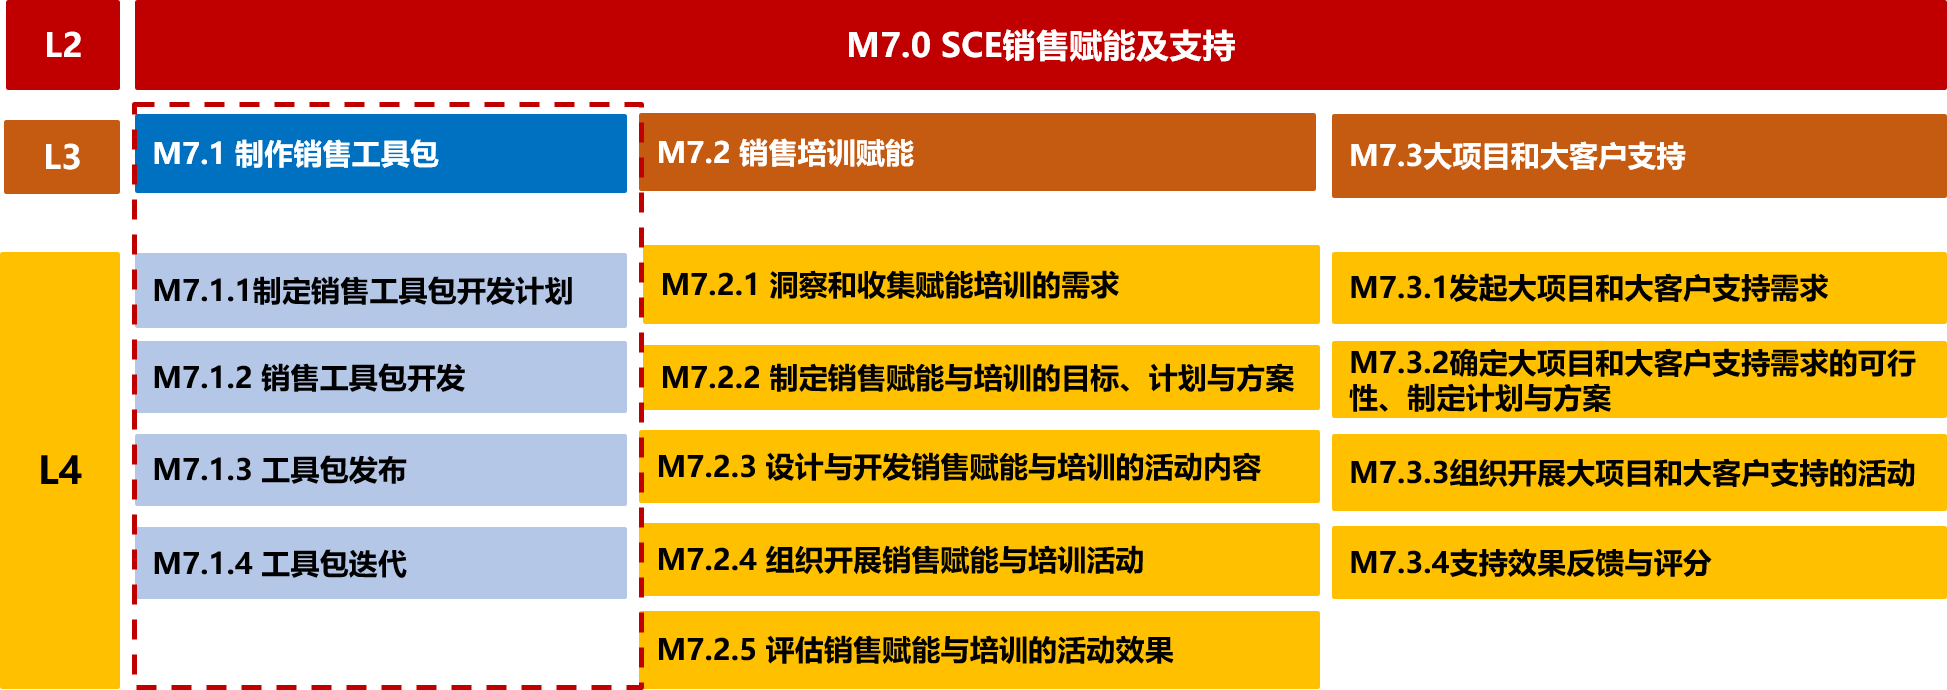 L2
M7.0 SCE销售赋能及支持
L3
M7.1 制作销售工具包
M7.2 销售培训赋能
M7.3大项目和大客户支持
L4
M7.1.1制定销售工具包开发计划
M7.1.2 销售工具包开发
M7.1.3 工具包发布
M7.1.4 工具包迭代
M7.2.1 洞察和收集赋能培训的需求
M7.2.2 制定销售赋能与培训的目标、计划与方案
M7.2.3 设计与开发销售赋能与培训的活动内容
M7.2.4 组织开展销售赋能与培训活动
M7.2.5 评估销售赋能与培训的活动效果
M7.3.1发起大项目和大客户支持需求
M7.3.2确定大项目和大客户支持需求的可行
性、制定计划与方案
M7.3.3组织开展大项目和大客户支持的活动
M7.3.4支持效果反馈与评分